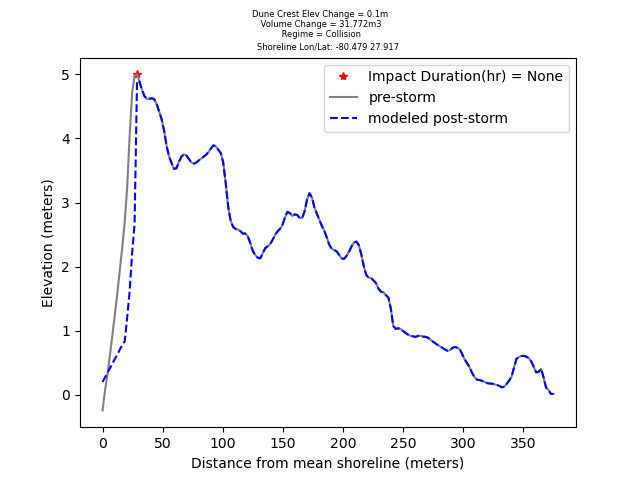 Dune Crest Elev Change = 0.1m
Volume Change = 31.772m3
Regime = Collision
Shoreline Lon/Lat: -80.479 27.917
Impact Duration(hr) = None
pre-storm
modeled post-storm
Elevation (meters)
5
4
3
2
1
0
0 50 100 150 200 250 300 350
Distance from mean shoreline (meters)